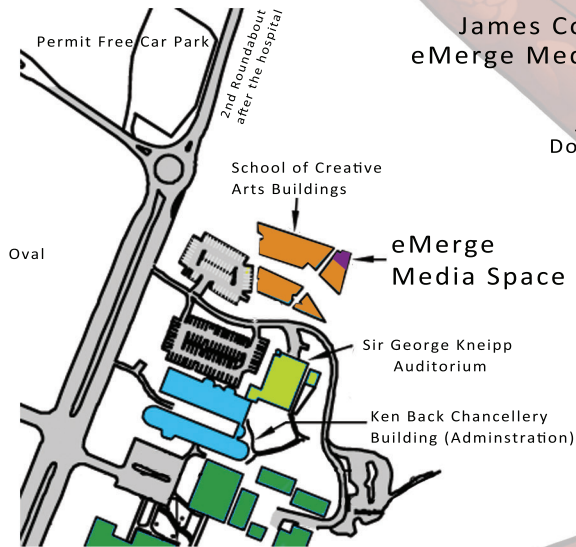 James Co
eMerge Med
Do
Permit Free Car Park
2nd Roundabout
after the hospital
School of Creative
Arts Buildings
Oval
eMerge
Media Space
Sir George Kneipp
Auditorium
Ken Back Chancellery
Building (Adminstration)